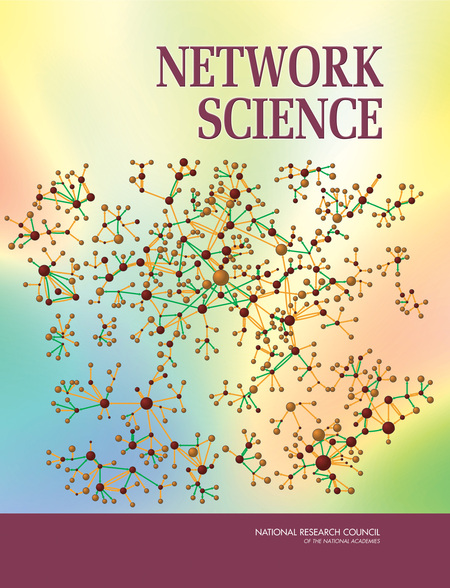 NETWORK
SCIENCE
NATIONAL RESEARCH COUNCIL
OF THE NATIONAL ACADEMIES